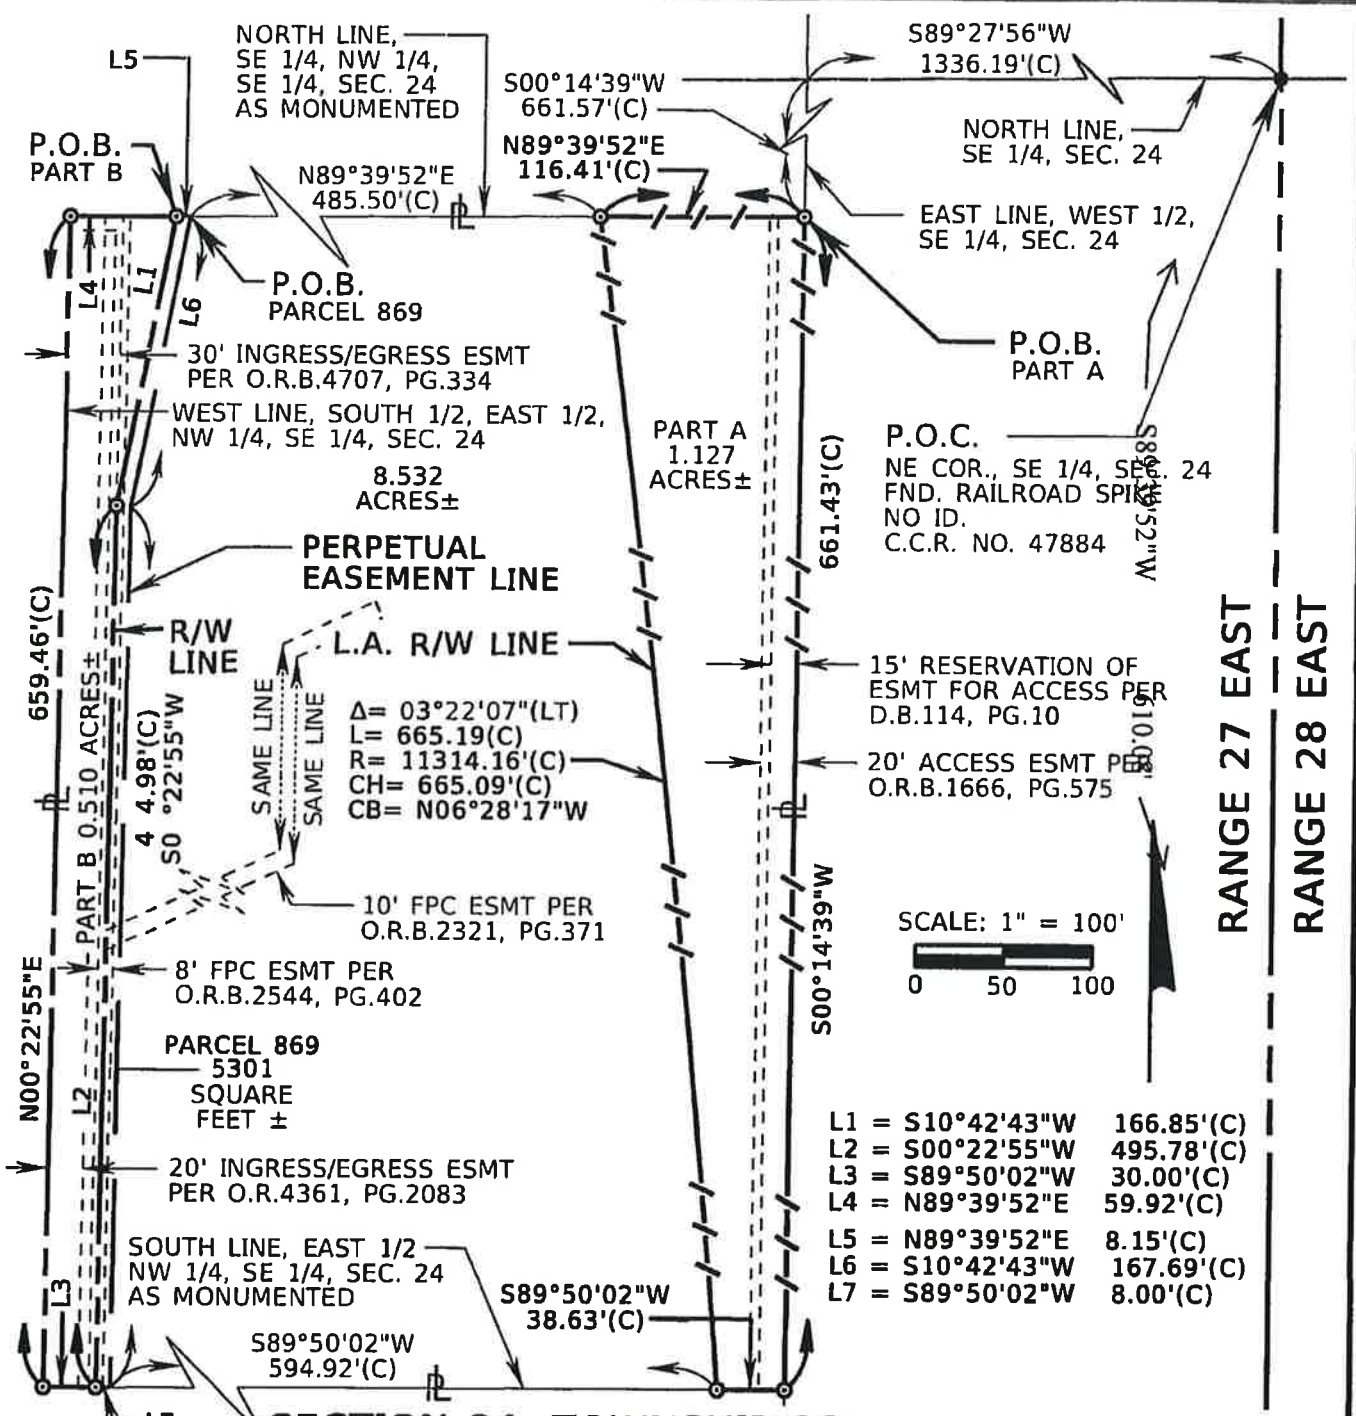 L5
NORTH LINE,
SE 1/4, NW 1/4,
SE 1/4, SEC. 24
AS MONUMENTED
S00°14'39"W
661.57'(C)
S89°27'56"W
1336.19'(C)
NORTH LINE,
SE 1/4, SEC. 24
P.O.B.
PART B
N89°39'52"E
485.50'(C)
N89°39'52"E
116.41'(C)
EAST LINE, WEST 1/2,
SE 1/4, SEC. 24
L4
L1
L6
P.O.B.
PARCEL 869
P.O.B.
PART A
30' INGRESS/EGRESS ESMT
PER O.R.B.4707, PG.334
WEST LINE, SOUTH 1/2, EAST 1/2,
NW 1/4, SE 1/4, SEC. 24
8.532
ACRES±
PART A
1.127
ACRES±
661.43'(C)
P.O.C.
NE COR., SE 1/4, SEC. 24
FND. RAILROAD SPIKE
NO ID.
C.C.R. NO. 47884
S89°39'52"W
PERPETUAL
EASEMENT LINE
659.46'(C)
R/W
LINE
L.A. R/W LINE
RANGE 27 EAST
RANGE 28 EAST
15' RESERVATION OF
ESMT FOR ACCESS PER
D.B.114, PG.10
PART B 0.510 ACRES±
4 4.98'(C)
S0 °22'55"W
SAME LINE
SAME LINE
Δ= 03°22'07"(LT)
L= 665.19(C)
R= 11314.16'(C)
CH= 665.09'(C)
CB= N06°28'17"W
20' ACCESS ESMT PER
O.R.B.1666, PG.575
10' FPC ESMT PER
O.R.B.2321, PG.371
S00°14'39"W
SCALE: 1" = 100'
0 50 100
N00°22'55"E
8' FPC ESMT PER
O.R.B.2544, PG.402
PARCEL 869
5301
SQUARE
FEET ±
L2
20' INGRESS/EGRESS ESMT
PER O.R.4361, PG.2083
L1 = S10°42'43"W 166.85'(C)
L2 = S00°22'55"W 495.78'(C)
L3 = S89°50'02"W 30.00'(C)
L4 = N89°39'52"E 59.92'(C)
L5 = N89°39'52"E 8.15'(C)
L6 = S10°42'43"W 167.69'(C)
L7 = S89°50'02"W 8.00'(C)
L3
SOUTH LINE, EAST 1/2
NW 1/4, SE 1/4, SEC. 24
AS MONUMENTED
S89°50'02"W
38.63'(C)
S89°50'02"W
594.92'(C)